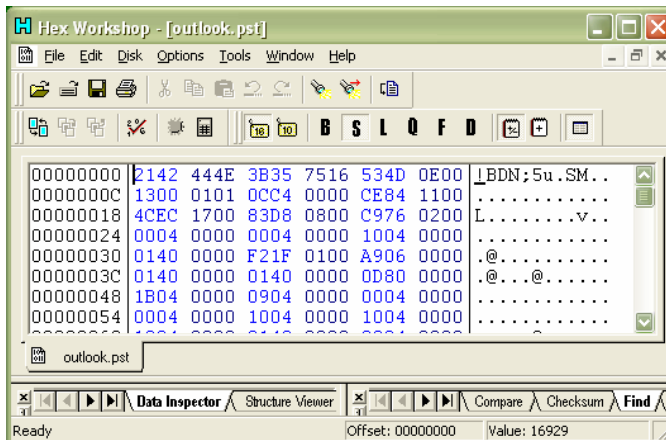 Hex Workshop - [outlook.pst]
File Edit Disk Options Tools Window Help
16 10 B S L Q F D
00000000 2142 444E 3B35 7516 534D 0E00 !BDN;5u.SM..
0000000C 1300 0101 0CC4 0000 CE84 1100 ............
00000018 4CEC 1700 83D8 0800 C976 0200 L........v..
00000024 0004 0000 0004 0000 1004 0000 ............
00000030 0140 0000 F21F 0100 A906 0000 .@..........
0000003C 0140 0000 0140 0000 0D80 0000 .@...@......
00000048 1B04 0000 0904 0000 0004 0000 ............
00000054 0004 0000 1004 0000 1004 0000 ............
outlook.pst
Data Inspector Structure Viewer Compare Checksum Find
Ready Offset: 00000000 Value: 16929